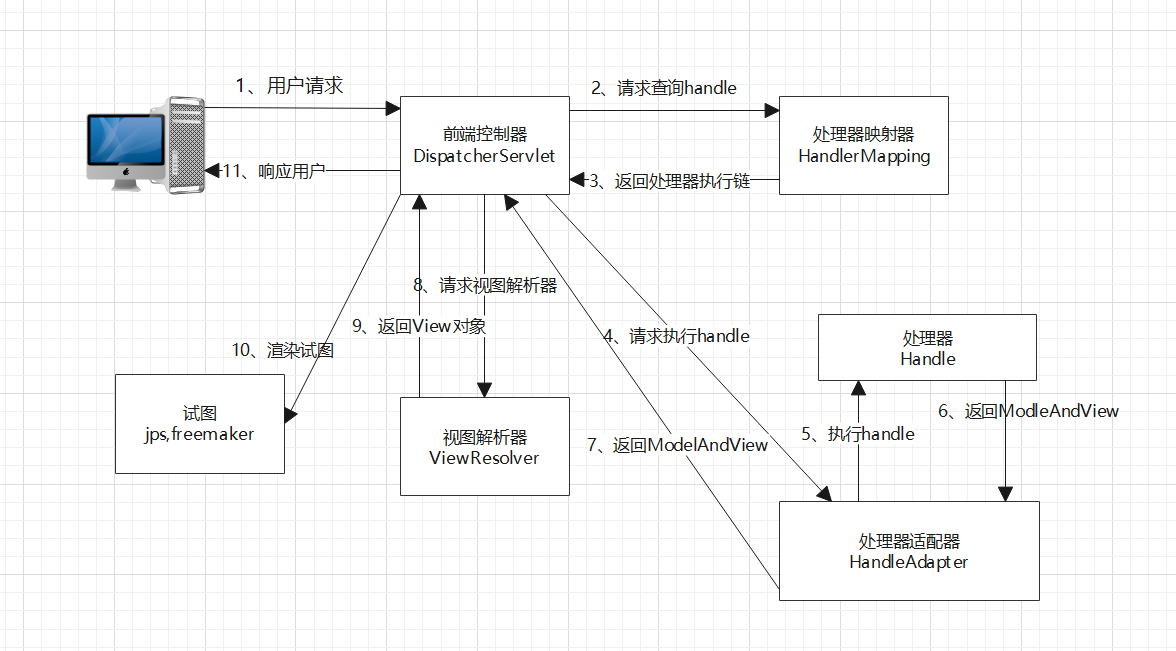 1、用户请求
2、请求查询handle
前端控制器
DispatcherServlet
处理器映射器
HandlerMapping
11、响应用户
3、返回处理器执行链
8、请求视图解析器
9、返回View对象
4、请求执行handle
10、渲染试图
处理器
Handle
试图
jps,freemaker
视图解析器
ViewResolver
7、返回ModelAndView
5、执行handle
6、返回ModleAndView
处理器适配器
HandleAdapter